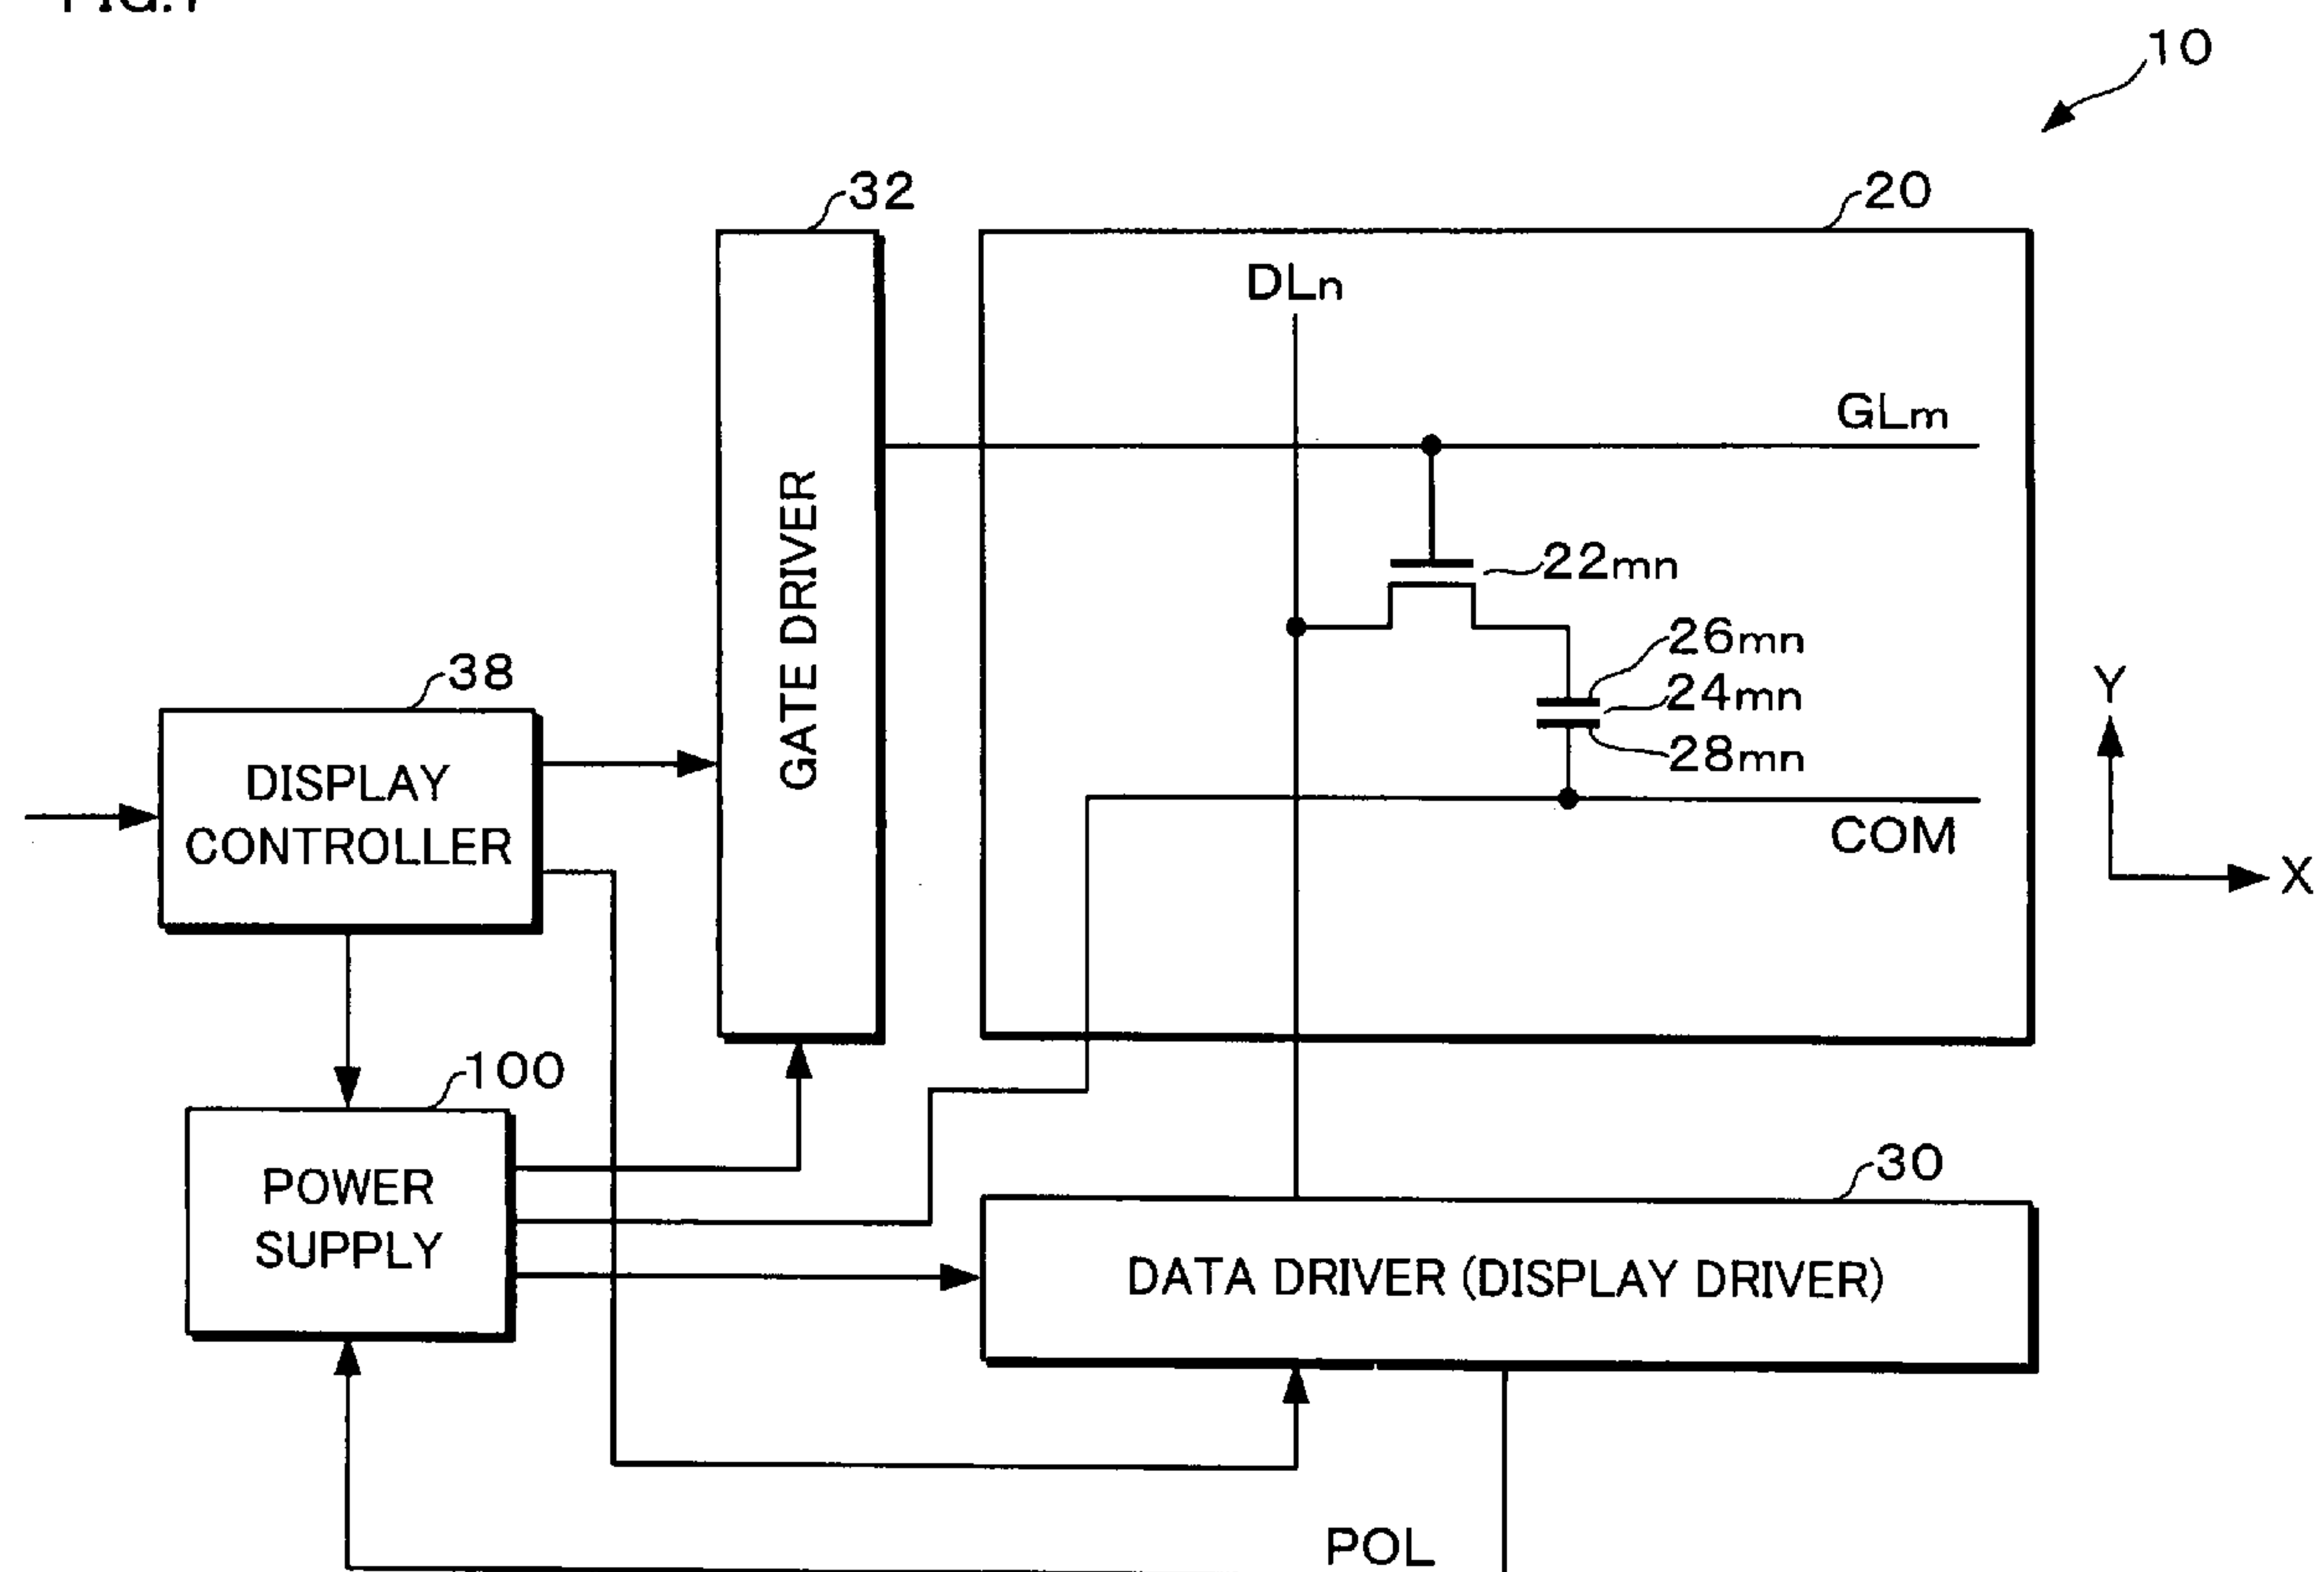 10
32
20
DLn
GLm
GATE DRIVER
22mn
26mn
24mn
28mn
38
DISPLAY
CONTROLLER
COM
Y
X
100
POWER
SUPPLY
30
DATA DRIVER (DISPLAY DRIVER)
POL